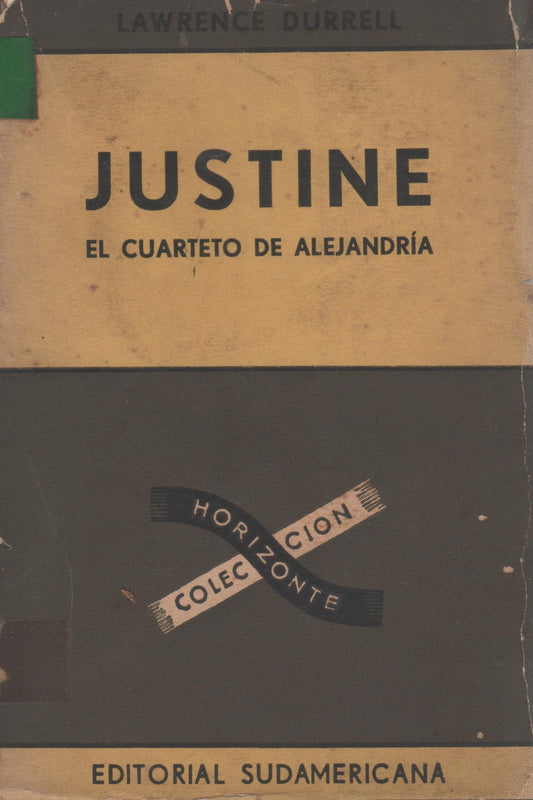 LAWRENCE DURRELL
JUSTINE
EL CUARTETO DE ALEJANDRÍA
HORIZONTE
COLECCION
EDITORIAL SUDAMERICANA